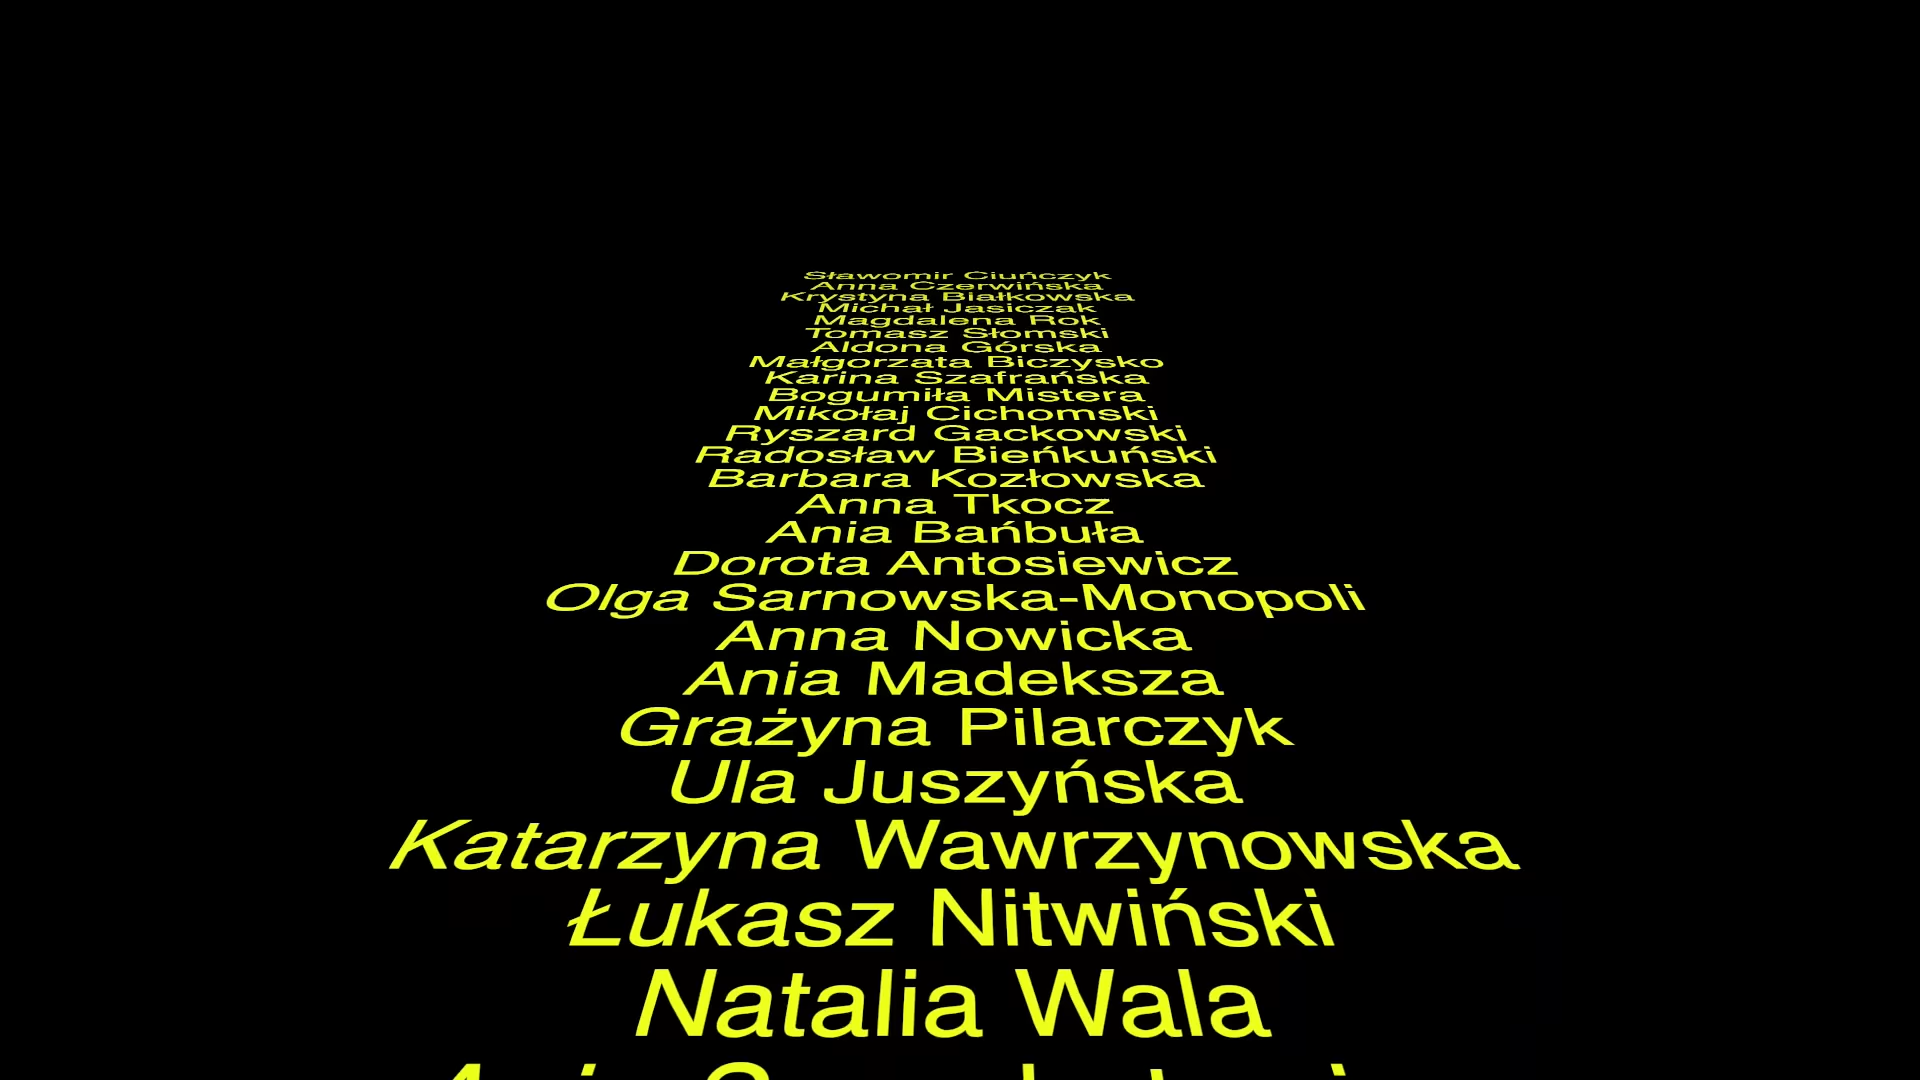 Sławomir Ciuńczyk
Anna Czerwińska
Krystyna Białkowska
Michał Jasiczak
Magdalena Rok
Tomasz Słomski
Aldona Górska
Małgorzata Biczysko
Karina Szafrańska
Bogumiła Mistera
Mikołaj Cichomski
Ryszard Gackowski
Radosław Bieńkuński
Barbara Kozłowska
Anna Tkocz
Ania Bańbuła
Dorota Antosiewicz
Olga Sarnowska-Monopoli
Anna Nowicka
Ania Madeksza
Grażyna Pilarczyk
Ula Juszyńska
Katarzyna Wawrzynowska
Łukasz Nitwiński
Natalia Wala